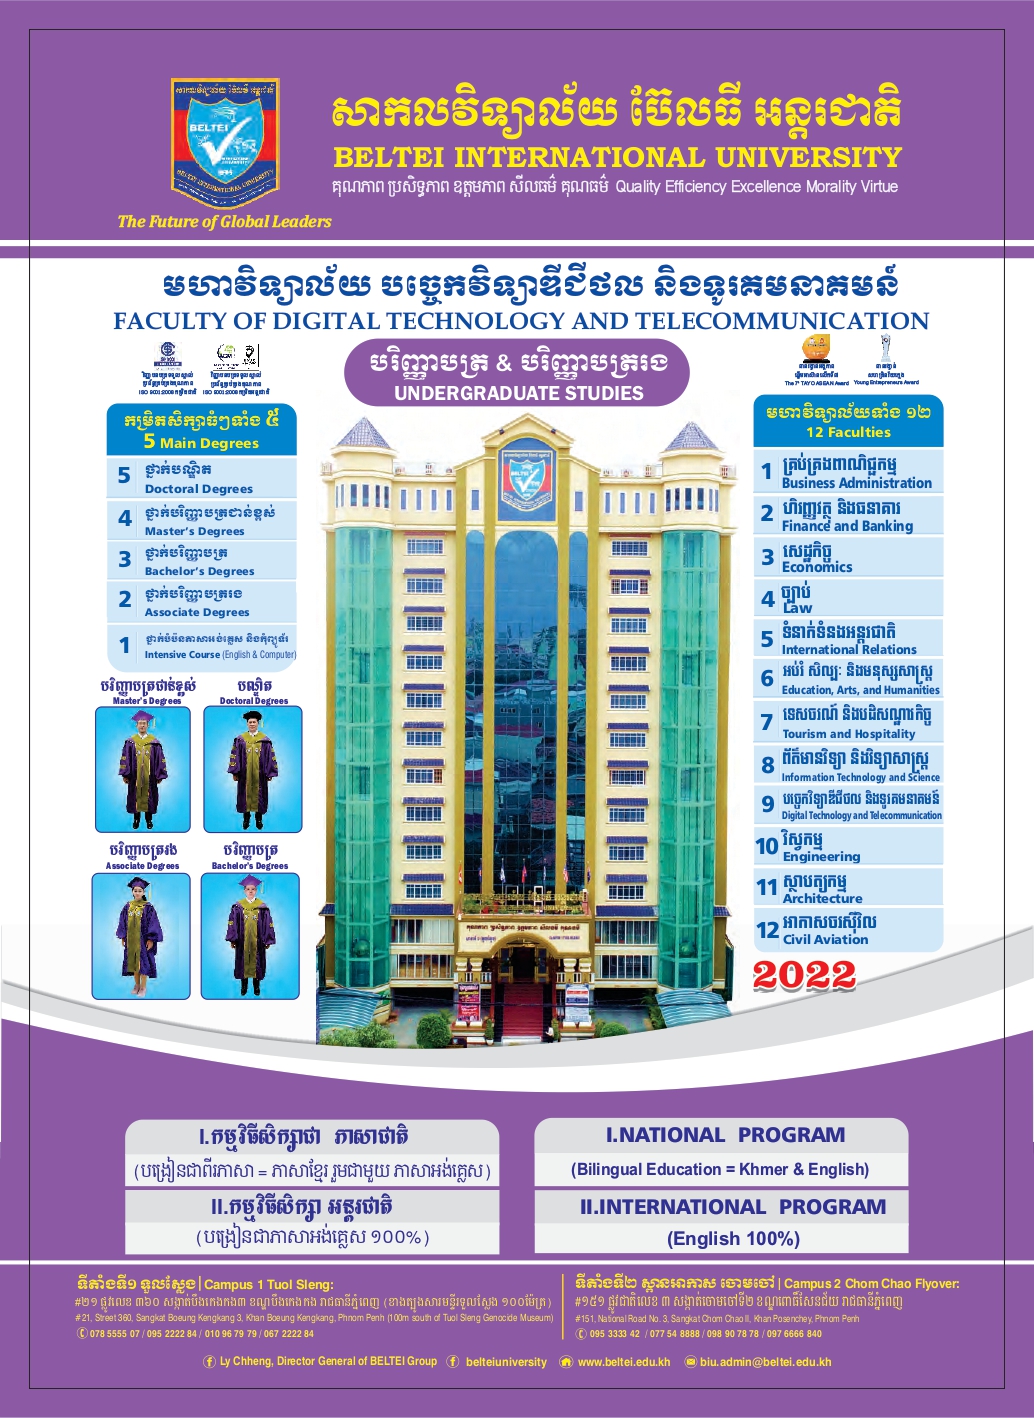 សាកលវិទ្យាល័យ ប៊ែលធី អន្តរជាតិ
BELTEI INTERNATIONAL UNIVERSITY
គុណភាព ប្រសិទ្ធភាព ឧត្តមភាព សីលធម៌ គុណធម៌ Quality Efficiency Excellence Morality Virtue
BELTEI
BELTEI INTERNATIONAL UNIVERSITY
The Future of Global Leaders
មហាវិទ្យាល័យ បច្ចេកវិទ្យាឌីជីថល និងទូរគមនាគមន៍
FACULTY OF DIGITAL TECHNOLOGY AND TELECOMMUNICATION
បរិញ្ញាបត្រ & បរិញ្ញាបត្ររង
UNDERGRADUATE STUDIES
The 7th TAYO ASEAN Award
Young Entrepreneurs Award
កម្រិតសិក្សាធំៗទាំង ៥
5 Main Degrees
5 ថ្នាក់បណ្ឌិត
Doctoral Degrees
4 ថ្នាក់បរិញ្ញាបត្រជាន់ខ្ពស់
Master's Degrees
3 ថ្នាក់បរិញ្ញាបត្រ
Bachelor's Degrees
2 ថ្នាក់បរិញ្ញាបត្ររង
Associate Degrees
1 ថ្នាក់បំប៉នភាសាអង់គ្លេស និងកុំព្យូទ័រ
Intensive Course (English & Computer)
បរិញ្ញាបត្រជាន់ខ្ពស់
Master's Degrees
បណ្ឌិត
Doctoral Degrees
បរិញ្ញាបត្ររង
Associate Degrees
បរិញ្ញាបត្រ
Bachelor's Degrees
BELTEI
មហាវិទ្យាល័យទាំង ១២
12 Faculties
1 គ្រប់គ្រងពាណិជ្ជកម្ម
Business Administration
2 ហិរញ្ញវត្ថុ និងធនាគារ
Finance and Banking
3 សេដ្ឋកិច្ច
Economics
4 ច្បាប់
Law
5 ទំនាក់ទំនងអន្តរជាតិ
International Relations
6 អប់រំ សិល្បៈ និងមនុស្សសាស្ត្រ
Education, Arts, and Humanities
7 ទេសចរណ៍ និងបដិសណ្ឋារកិច្ច
Tourism and Hospitality
8 ព័ត៌មានវិទ្យា និងវិទ្យាសាស្ត្រ
Information Technology and Science
9 បច្ចេកវិទ្យាឌីជីថល និងទូរគមនាគមន៍
Digital Technology and Telecommunication
10 វិស្វកម្ម
Engineering
11 ស្ថាបត្យកម្ម
Architecture
12 អាកាសចរស៊ីវិល
Civil Aviation
2022
I.កម្មវិធីសិក្សាជា ភាសាជាតិ
(បង្រៀនជាពីរភាសា = ភាសាខ្មែរ រួមជាមួយ ភាសាអង់គ្លេស)
II.កម្មវិធីសិក្សា អន្តរជាតិ
(បង្រៀនជាភាសាអង់គ្លេស ១០០%)
I.NATIONAL PROGRAM
(Bilingual Education = Khmer & English)
II.INTERNATIONAL PROGRAM
(English 100%)
ទីតាំងទី១ ទួលស្លែង | Campus 1 Tuol Sleng:
#២១ ផ្លូវលេខ ៣៦០ សង្កាត់បឹងកេងកង៣ ខណ្ឌបឹងកេងកង រាជធានីភ្នំពេញ (ខាងត្បូងសារមន្ទីរទួលស្លែង ១០០ម៉ែត្រ)
#21, Street 360, Sangkat Boeung Kengkang 3, Khan Boeung Kengkang, Phnom Penh (100m south of Tuol Sleng Genocide Museum)
078 5555 07 / 095 2222 84 / 010 96 79 79 / 067 2222 84
ទីតាំងទី២ ស្ពានអាកាស ចោមចៅ | Campus 2 Chom Chao Flyover:
#១៥១ ផ្លូវជាតិលេខ ៣ សង្កាត់ចោមចៅទី២ ខណ្ឌពោធិ៍សែនជ័យ រាជធានីភ្នំពេញ
#151, National Road No. 3, Sangkat Chom Chao II, Khan Posenchey, Phnom Penh
095 3333 42 / 077 54 8888 / 098 90 78 78 / 097 6666 840
Ly Chheng, Director General of BELTEI Group belteiuniversity www.beltei.edu.kh biu.admin@beltei.edu.kh